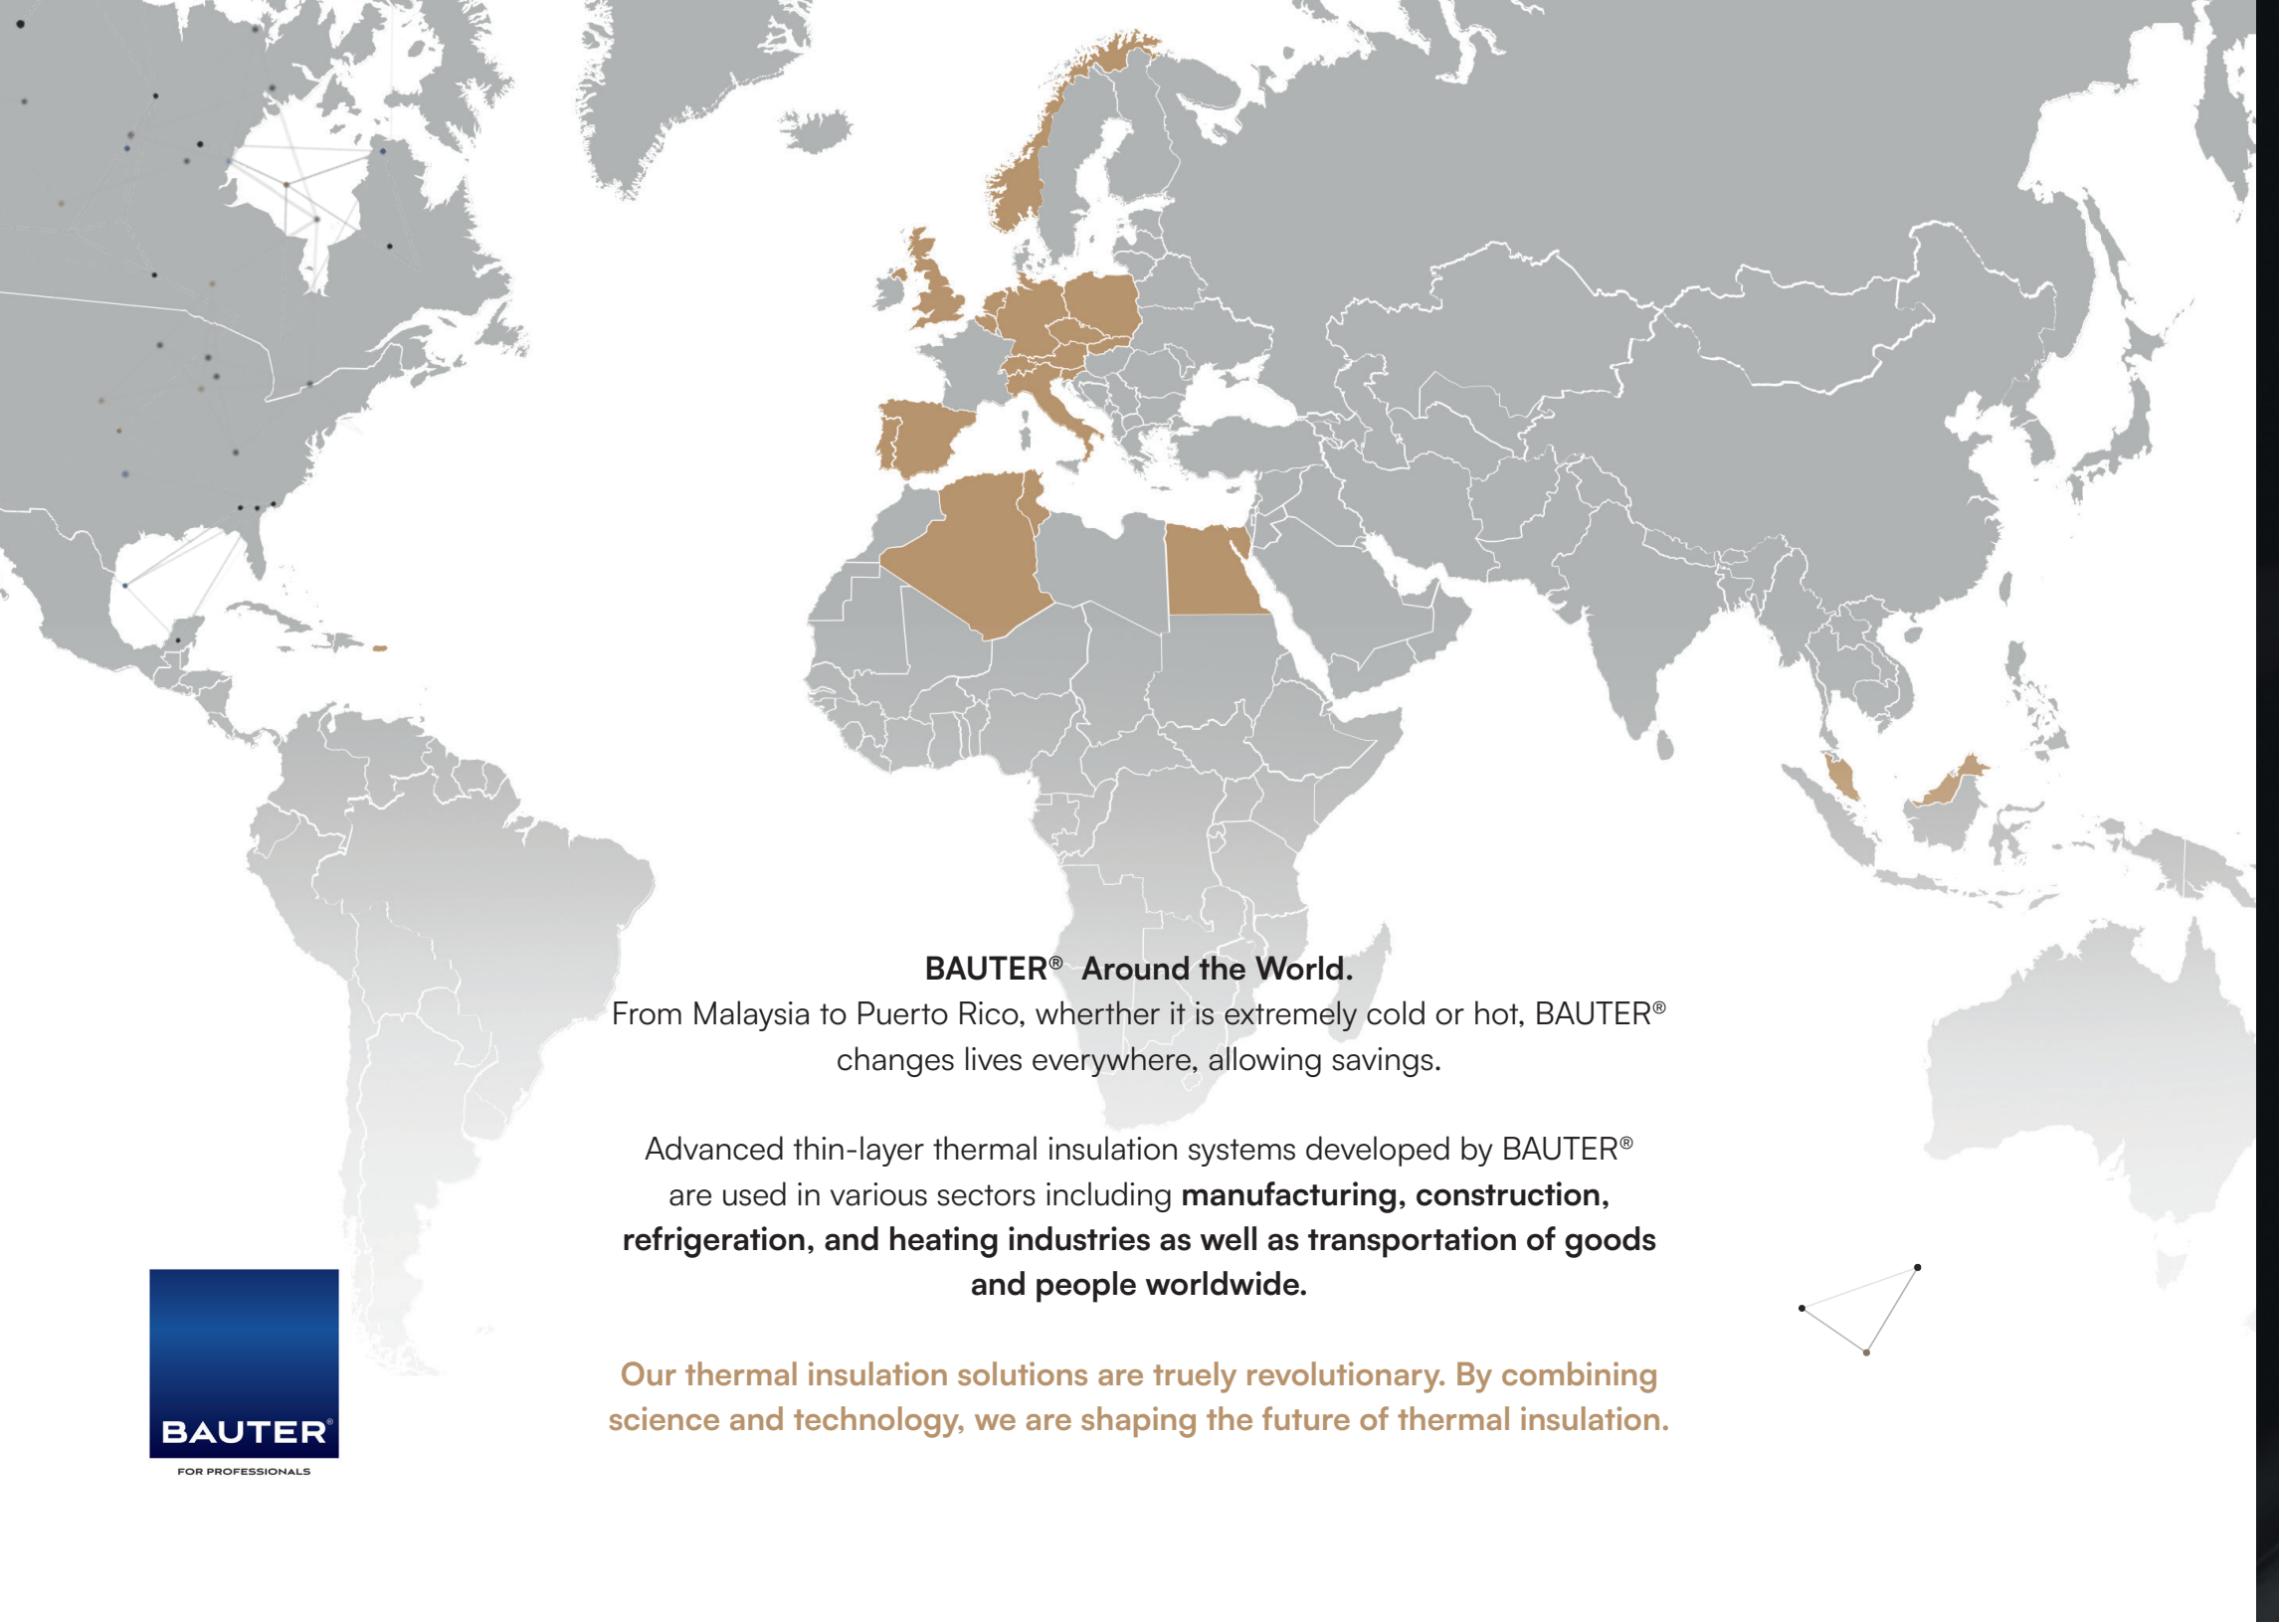 BAUTER® Around the World.
From Malaysia to Puerto Rico, wherther it is extremely cold or hot, BAUTER®
changes lives everywhere, allowing savings.
Advanced thin-layer thermal insulation systems developed by BAUTER®
are used in various sectors including manufacturing, construction,
refrigeration, and heating industries as well as transportation of goods
and people worldwide.
Our thermal insulation solutions are truely revolutionary. By combining
science and technology, we are shaping the future of thermal insulation.
BAUTER®
FOR PROFESSIONALS